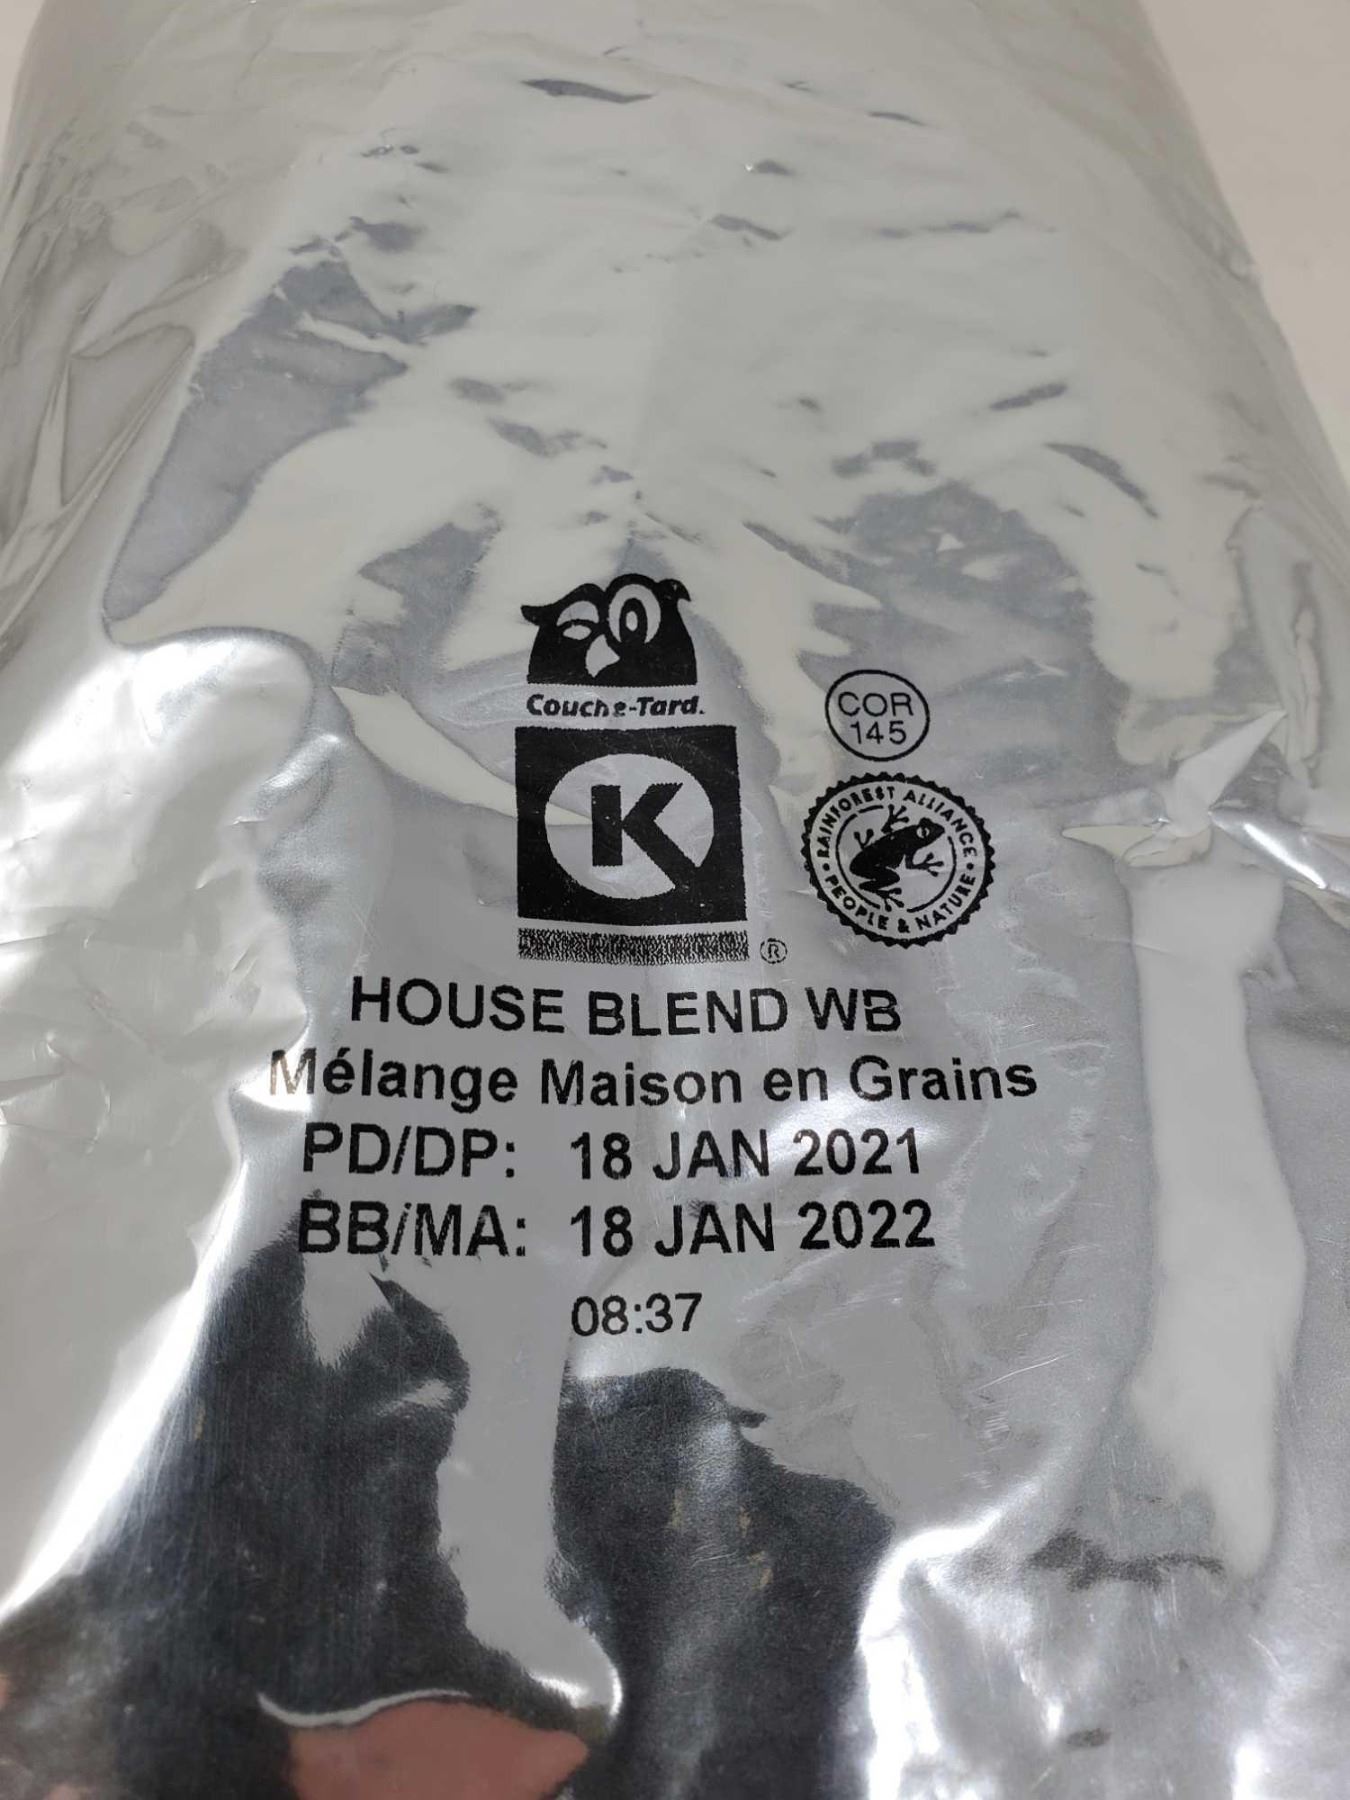 Couche-Tard.
COR
145
K
RAINFOREST ALLIANCE
PEOPLE & NATURE
®
HOUSE BLEND WB
Mélange Maison en Grains
PD/DP: 18 JAN 2021
BB/MA: 18 JAN 2022
08:37